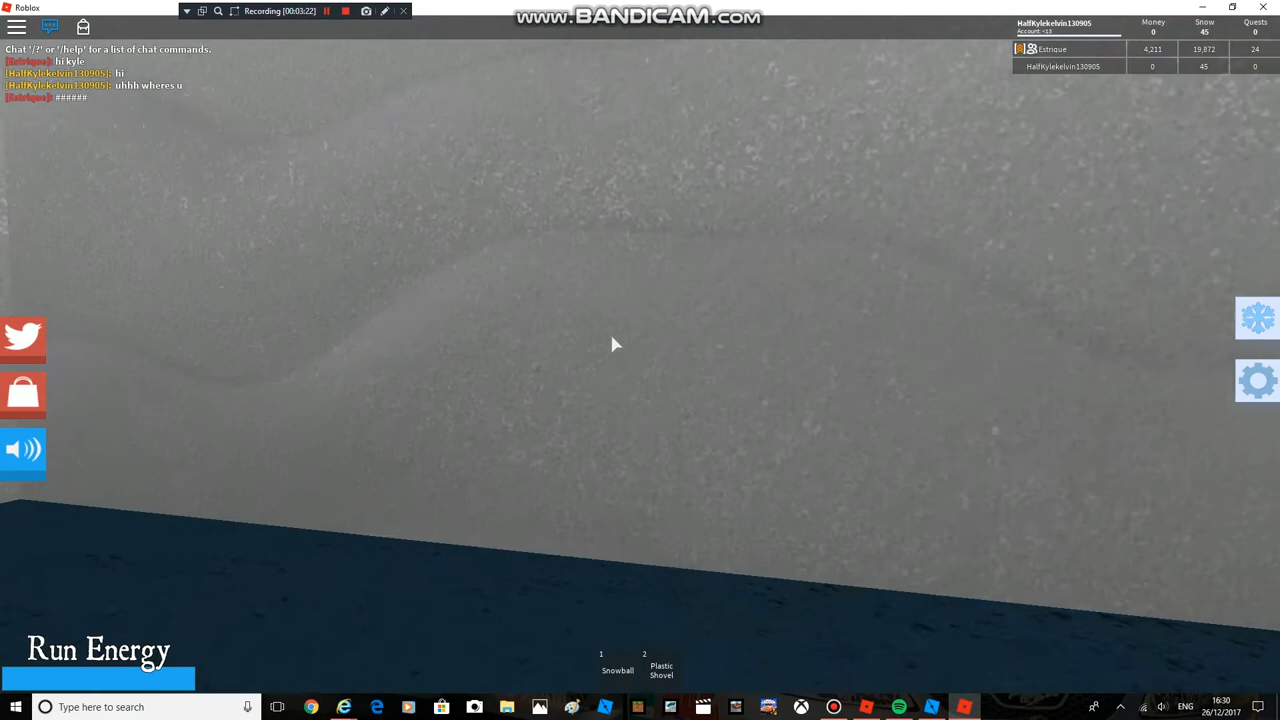 Roblox
Recording [00:03:22]
www.BANDICAM.com
HalfKylekelvin130905
Account: <13
Money
0
Snow
45
Quests
0
Estrique 4,211 19,872 24
HalfKylekelvin130905 0 45 0
Chat '/?' or '/help' for a list of chat commands.
[Estrique]: hi kyle
[HalfKylekelvin130905]: hi
[HalfKylekelvin130905]: uhhh wheres u
[Estrique]: ######
Run Energy
1
Snowball
2
Plastic
Shovel
Type here to search
ENG
16:30
26/12/2017